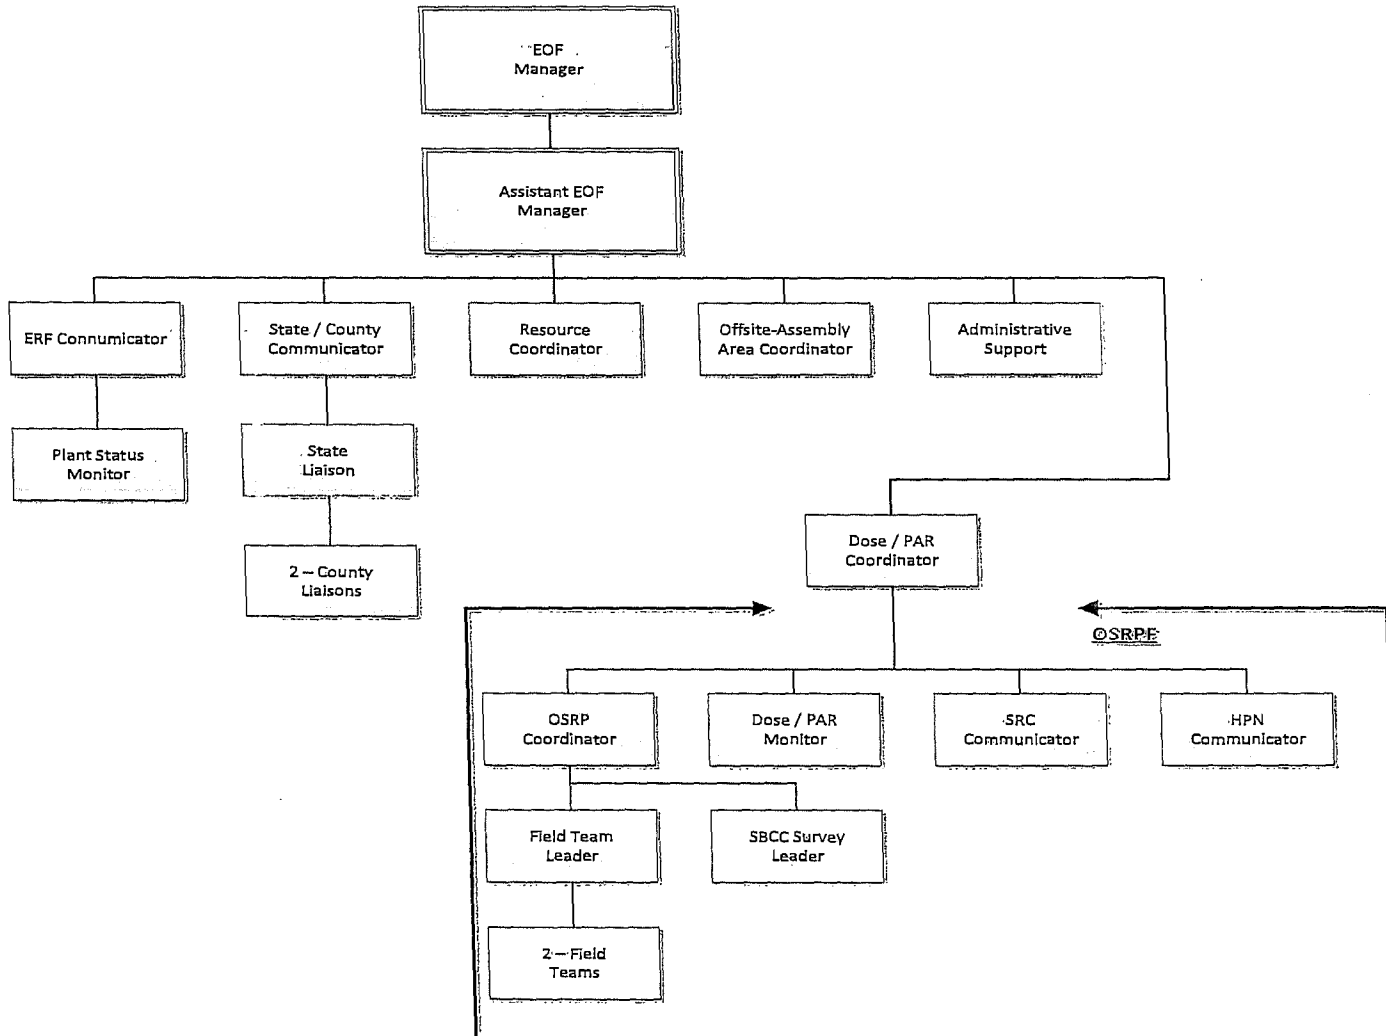 EOF
Manager
Assistant EOF
Manager
ERF Connumicator
State / County
Communicator
Resource
Coordinator
Offsite-Assembly
Area Coordinator
Administrative
Support
Plant Status
Monitor
State
Liaison
2 – County
Liaisons
Dose / PAR
Coordinator
OSRPF
OSRP
Coordinator
Dose / PAR
Monitor
SRC
Communicator
HPN
Communicator
Field Team
Leader
SBCC Survey
Leader
2 – Field
Teams